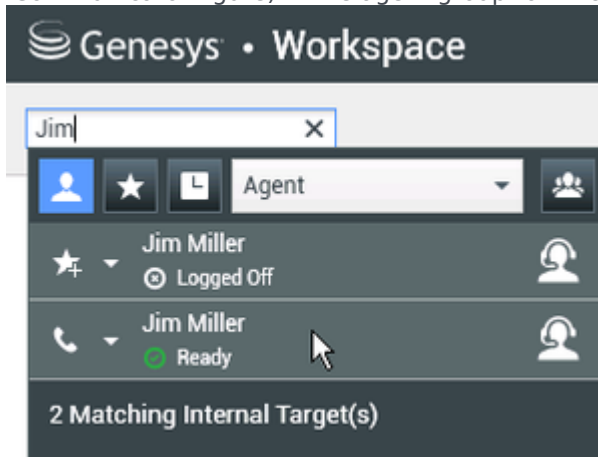 Genesys • Workspace
Jim
Agent
Jim Miller
Logged Off
Jim Miller
Ready
2 Matching Internal Target(s)